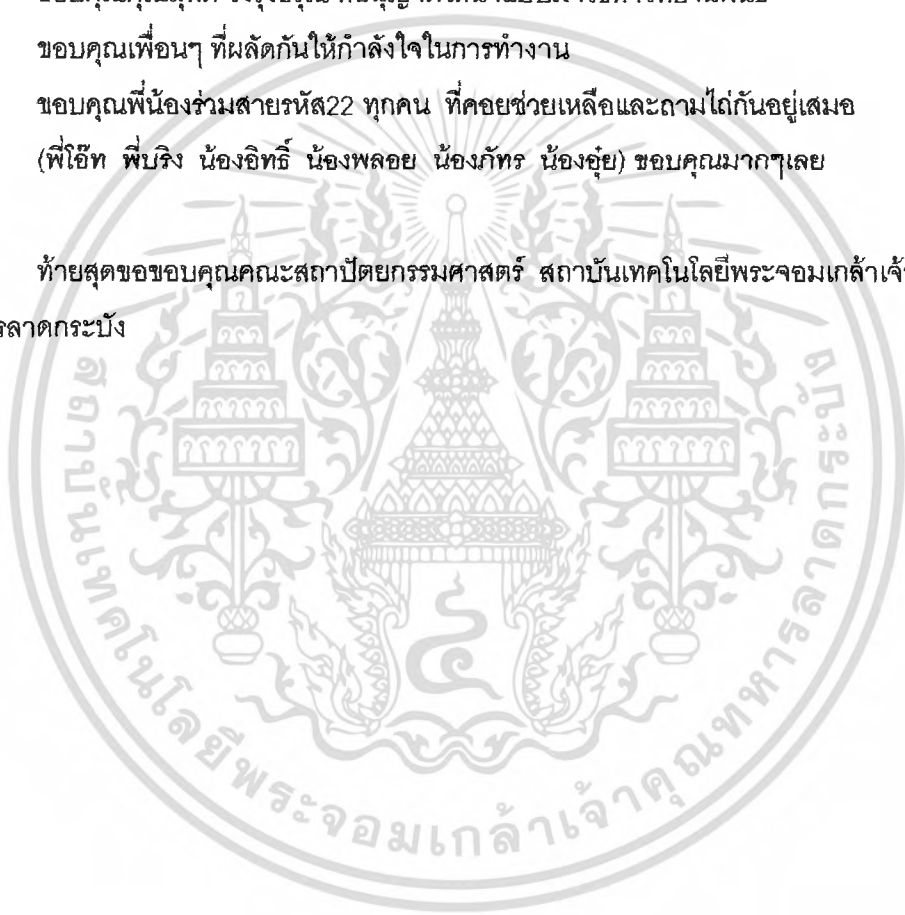 ขอบคุณเพื่อนๆ ที่ผลัดกันให้กำลังใจในการทำงาน
ขอบคุณพี่น้องร่วมสายรหัส22 ทุกคน ที่คอยช่วยเหลือและถามไถ่กันอยู่เสมอ
(พี่โอ๊ท พี่บริง น้องอิทธิ์ น้องพลอย น้องภัทร น้องอุ๋ย) ขอบคุณมากๆเลย
ท้ายสุดขอขอบคุณคณะสถาปัตยกรรมศาสตร์ สถาบันเทคโนโลยีพระจอมเกล้าเจ้า
รลาดกระบัง
สถาบันเทคโนโลยีพระจอมเกล้าเจ้าคุณทหารลาดกระบัง
๔